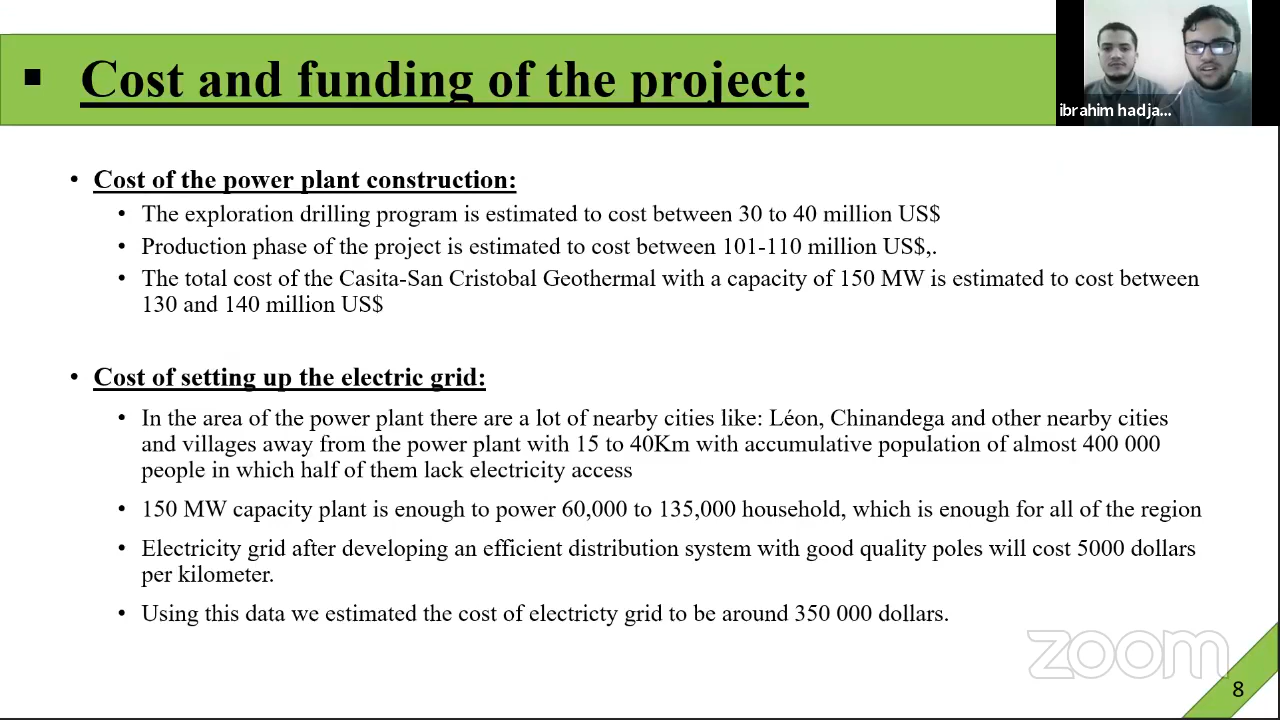 ▪ Cost and funding of the project:
ibrahim hadja...
• Cost of the power plant construction:
• The exploration drilling program is estimated to cost between 30 to 40 million US$
• Production phase of the project is estimated to cost between 101-110 million US$,.
• The total cost of the Casita-San Cristobal Geothermal with a capacity of 150 MW is estimated to cost between
130 and 140 million US$
• Cost of setting up the electric grid:
• In the area of the power plant there are a lot of nearby cities like: Léon, Chinandega and other nearby cities
and villages away from the power plant with 15 to 40Km with accumulative population of almost 400 000
people in which half of them lack electricity access
• 150 MW capacity plant is enough to power 60,000 to 135,000 household, which is enough for all of the region
• Electricity grid after developing an efficient distribution system with good quality poles will cost 5000 dollars
per kilometer.
• Using this data we estimated the cost of electricty grid to be around 350 000 dollars.
zoom
8